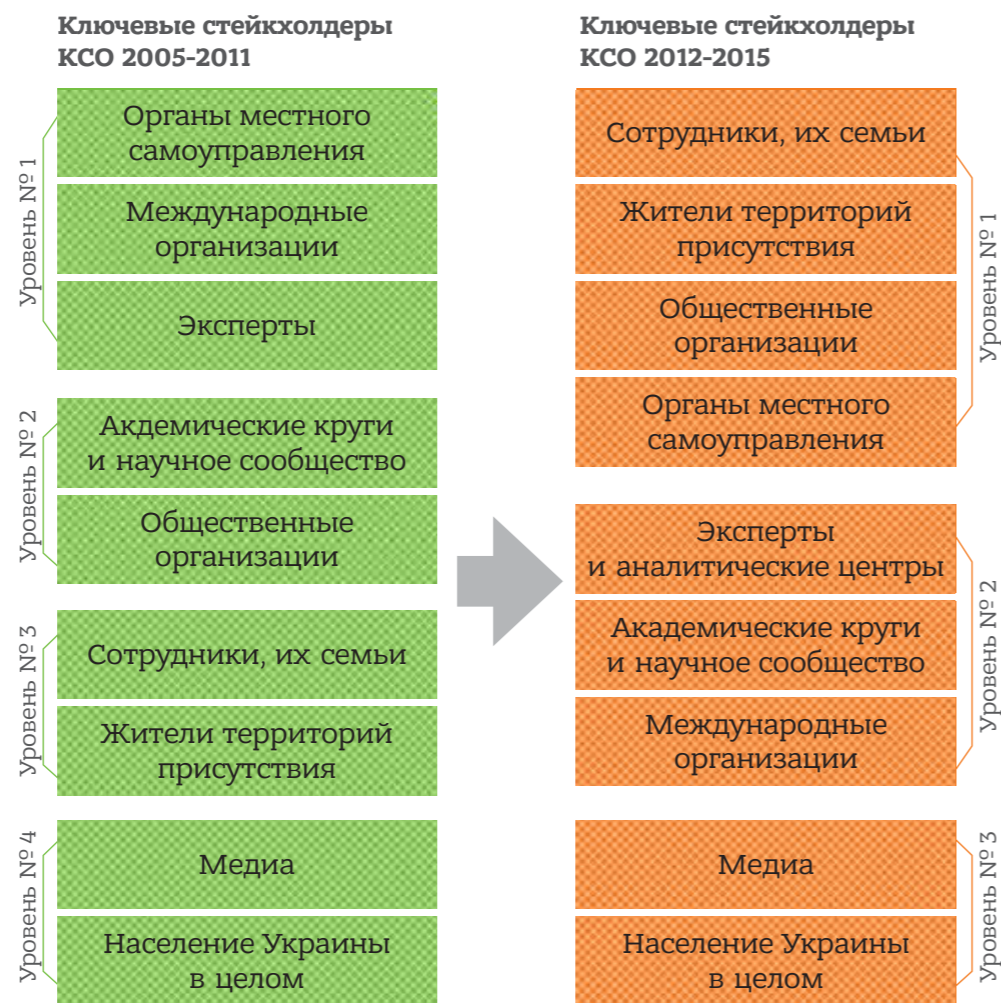 Ключевые стейкхолдеры
КСО 2005-2011
Уровень № 1
Органы местного
самоуправления
Международные
организации
Эксперты
Уровень № 2
Акдемические круги
и научное сообщество
Общественные
организации
Уровень № 3
Сотрудники, их семьи
Жители территорий
присутствия
Уровень № 4
Медиа
Население Украины
в целом
Ключевые стейкхолдеры
КСО 2012-2015
Сотрудники, их семьи
Жители территорий
присутствия
Общественные
организации
Органы местного
самоуправления
Уровень № 1
Эксперты
и аналитические центры
Академические круги
и научное сообщество
Международные
организации
Уровень № 2
Медиа
Население Украины
в целом
Уровень № 3